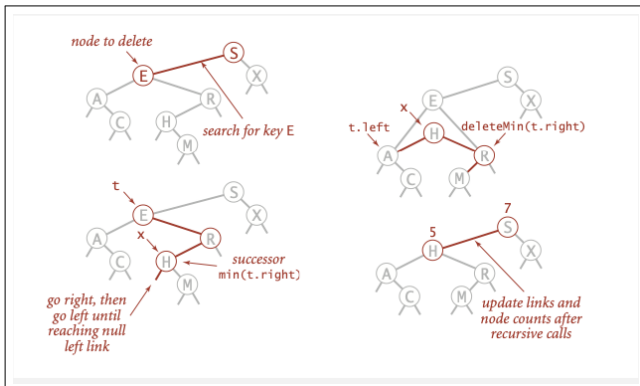 node to delete
S
E
X
A
R
C
H
M
search for key E
t
S
E
X
A
x
R
C
H
successor
min(t.right)
M
go right, then
go left until
reaching null
left link
S
x
E
X
t.left
H
deleteMin(t.right)
A
R
C
M
7
5
S
H
X
A
R
C
M
update links and
node counts after
recursive calls